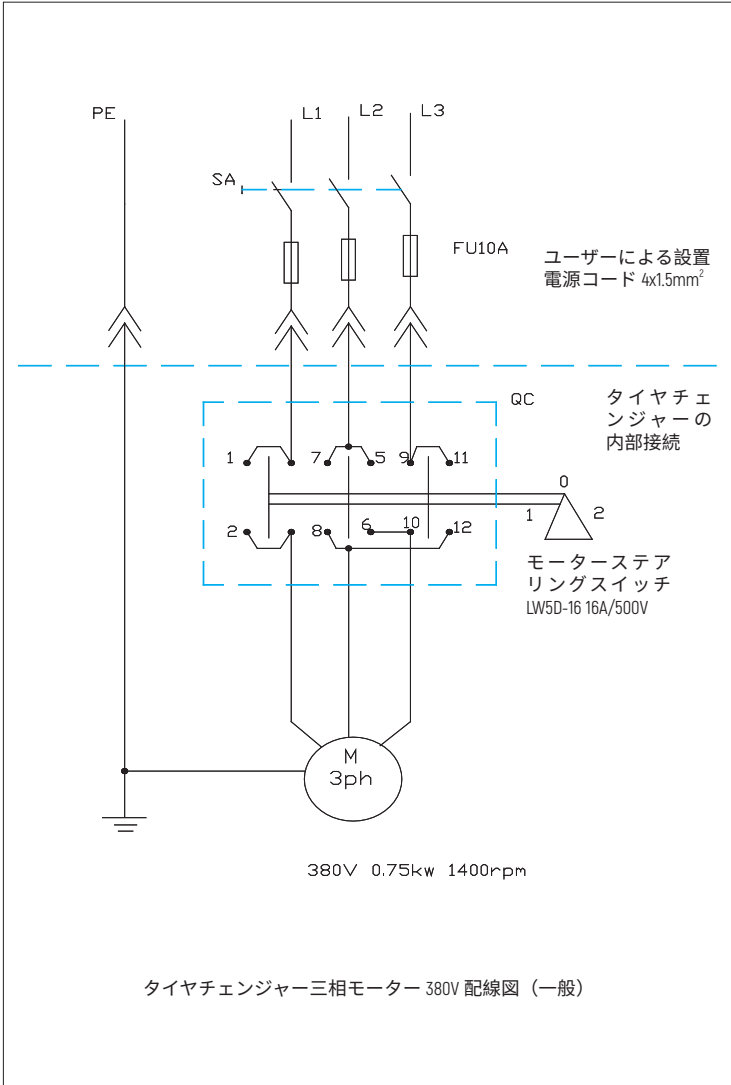 PE
L1
L2
L3
SA
FU10A
ユーザーによる設置
電源コード 4x1.5mm²
QC
タイヤチェ
ンジャーの
内部接続
1
7
5
9
11
0
1
2
2
8
6
10
12
モーターステア
リングスイッチ
LW5D-16 16A/500V
M
3ph
380V 0.75kw 1400rpm
タイヤチェンジャー三相モーター 380V 配線図（一般）